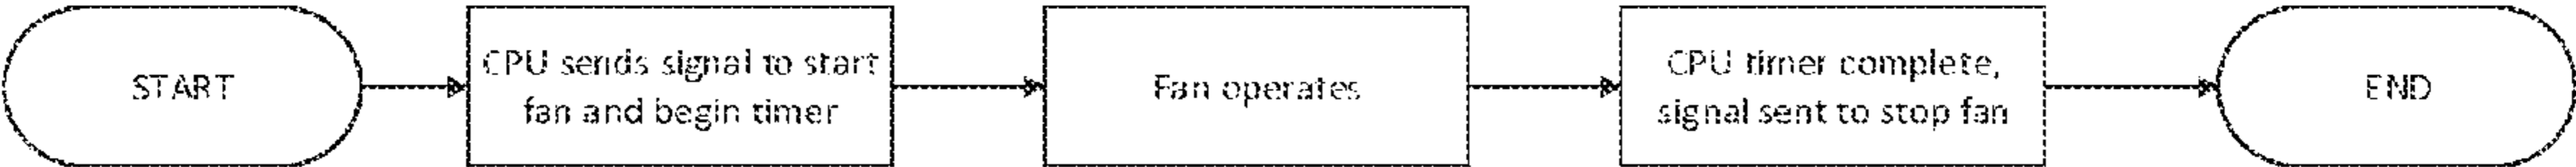 START
CPU sends signal to start
fan and begin timer
Fan operates
CPU timer complete,
signal sent to stop fan
END